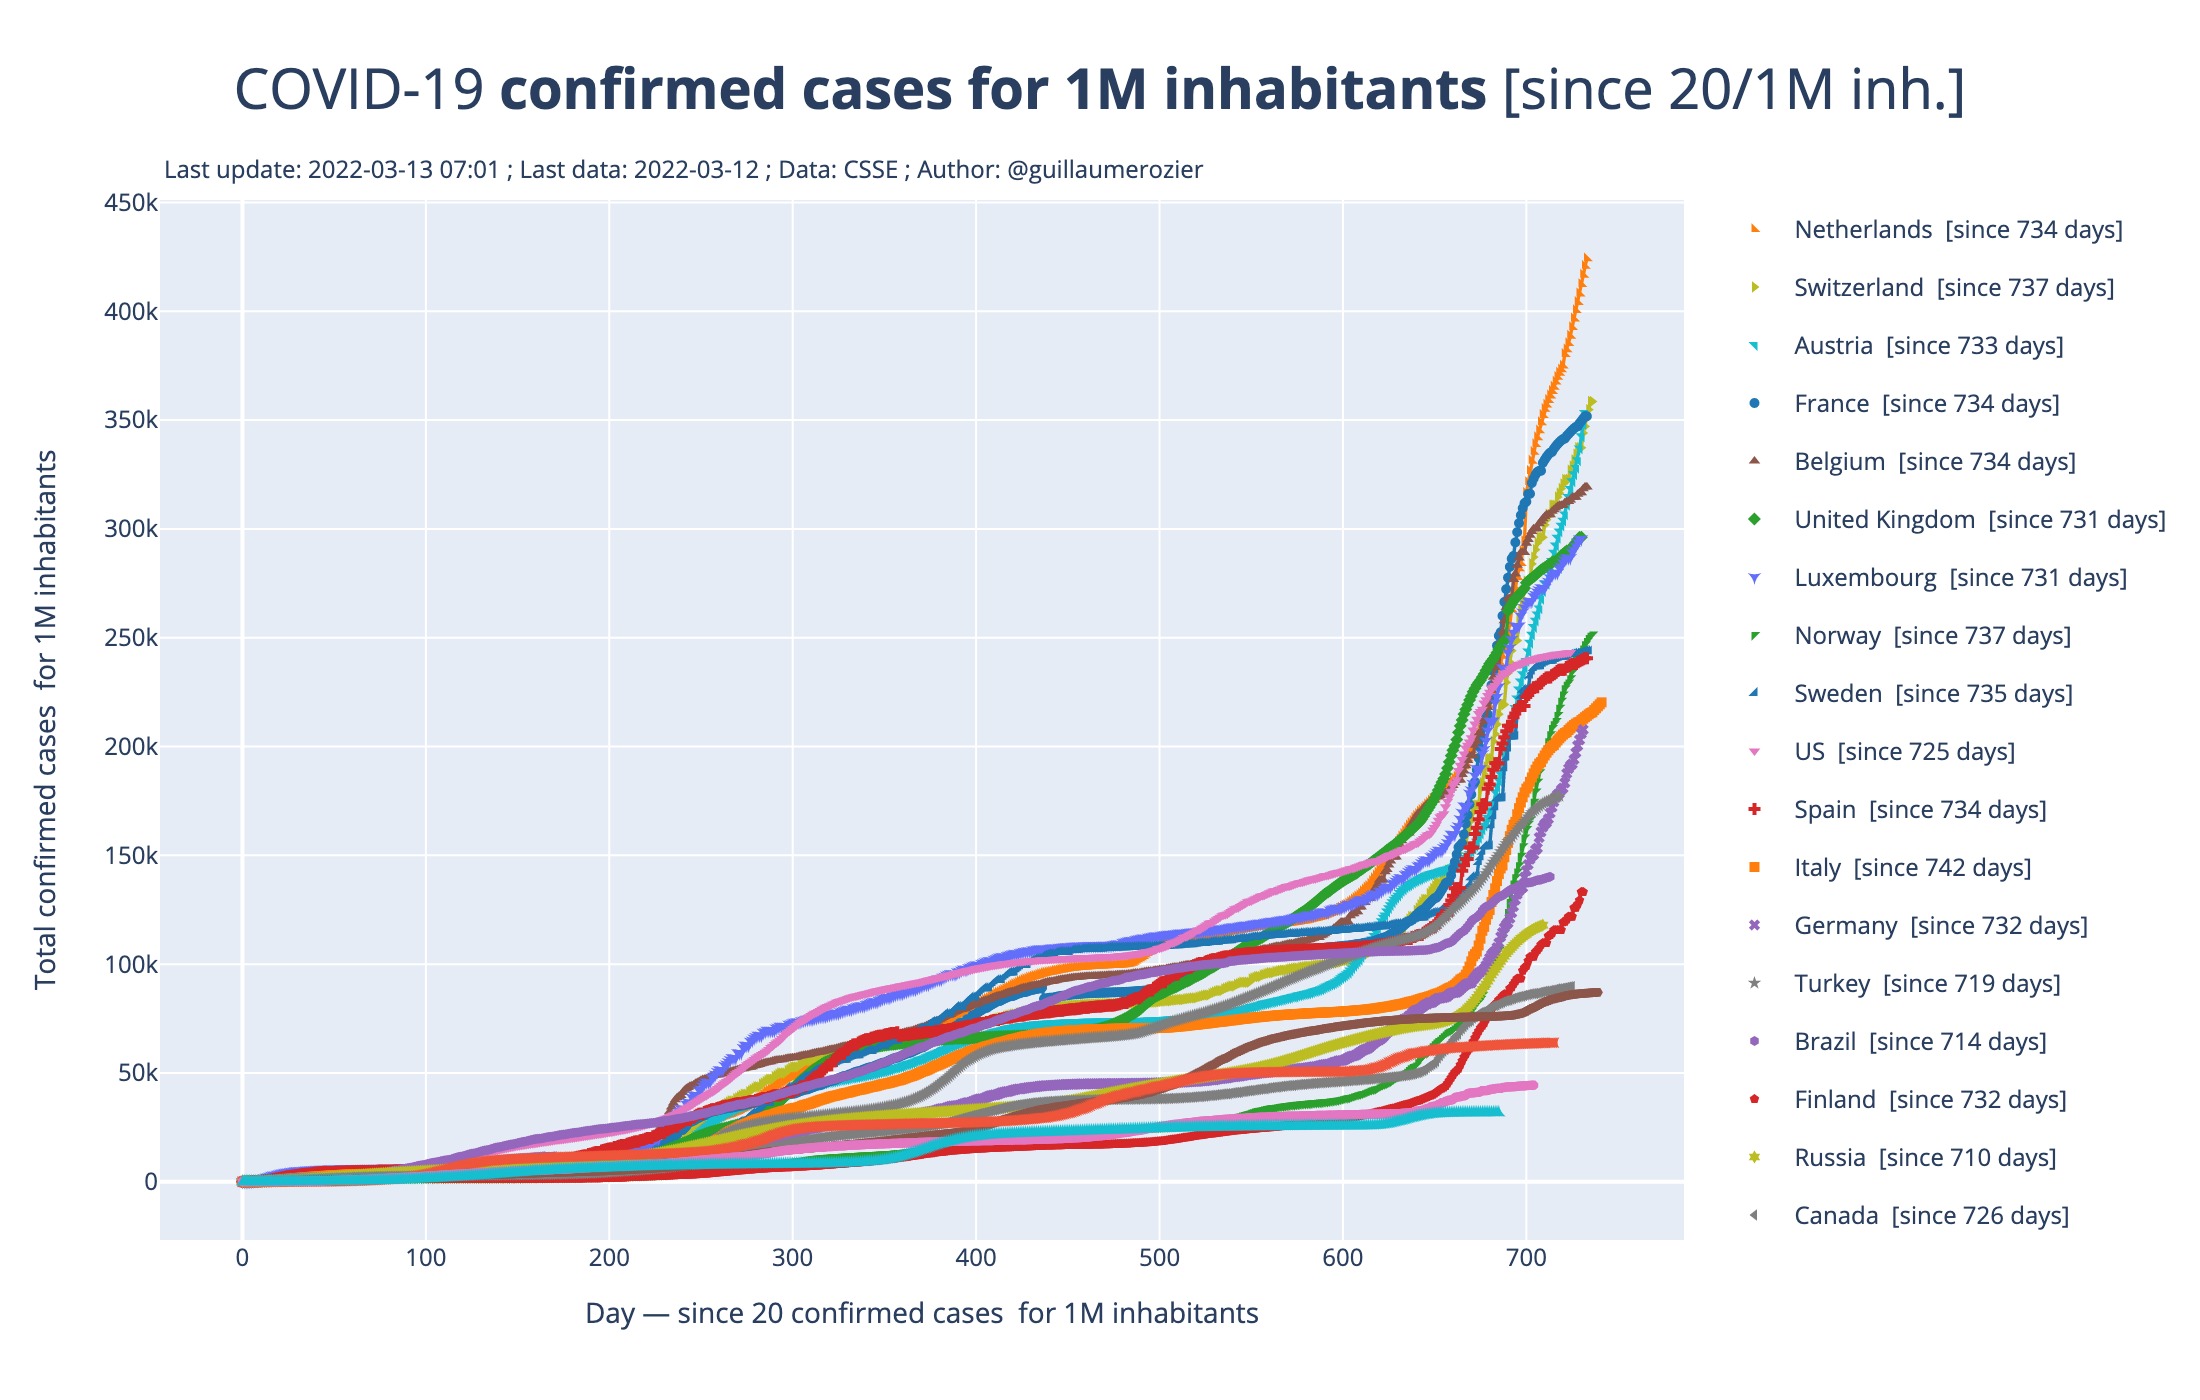 COVID-19 confirmed cases for 1M inhabitants [since 20/1M inh.]
Last update: 2022-03-13 07:01 ; Last data: 2022-03-12 ; Data: CSSE ; Author: @guillaumerozier
Total confirmed cases for 1M inhabitants
450k
400k
350k
300k
250k
200k
150k
100k
50k
0
0 100 200 300 400 500 600 700
Day — since 20 confirmed cases for 1M inhabitants
Netherlands [since 734 days]
Switzerland [since 737 days]
Austria [since 733 days]
France [since 734 days]
Belgium [since 734 days]
United Kingdom [since 731 days]
Luxembourg [since 731 days]
Norway [since 737 days]
Sweden [since 735 days]
US [since 725 days]
Spain [since 734 days]
Italy [since 742 days]
Germany [since 732 days]
Turkey [since 719 days]
Brazil [since 714 days]
Finland [since 732 days]
Russia [since 710 days]
Canada [since 726 days]